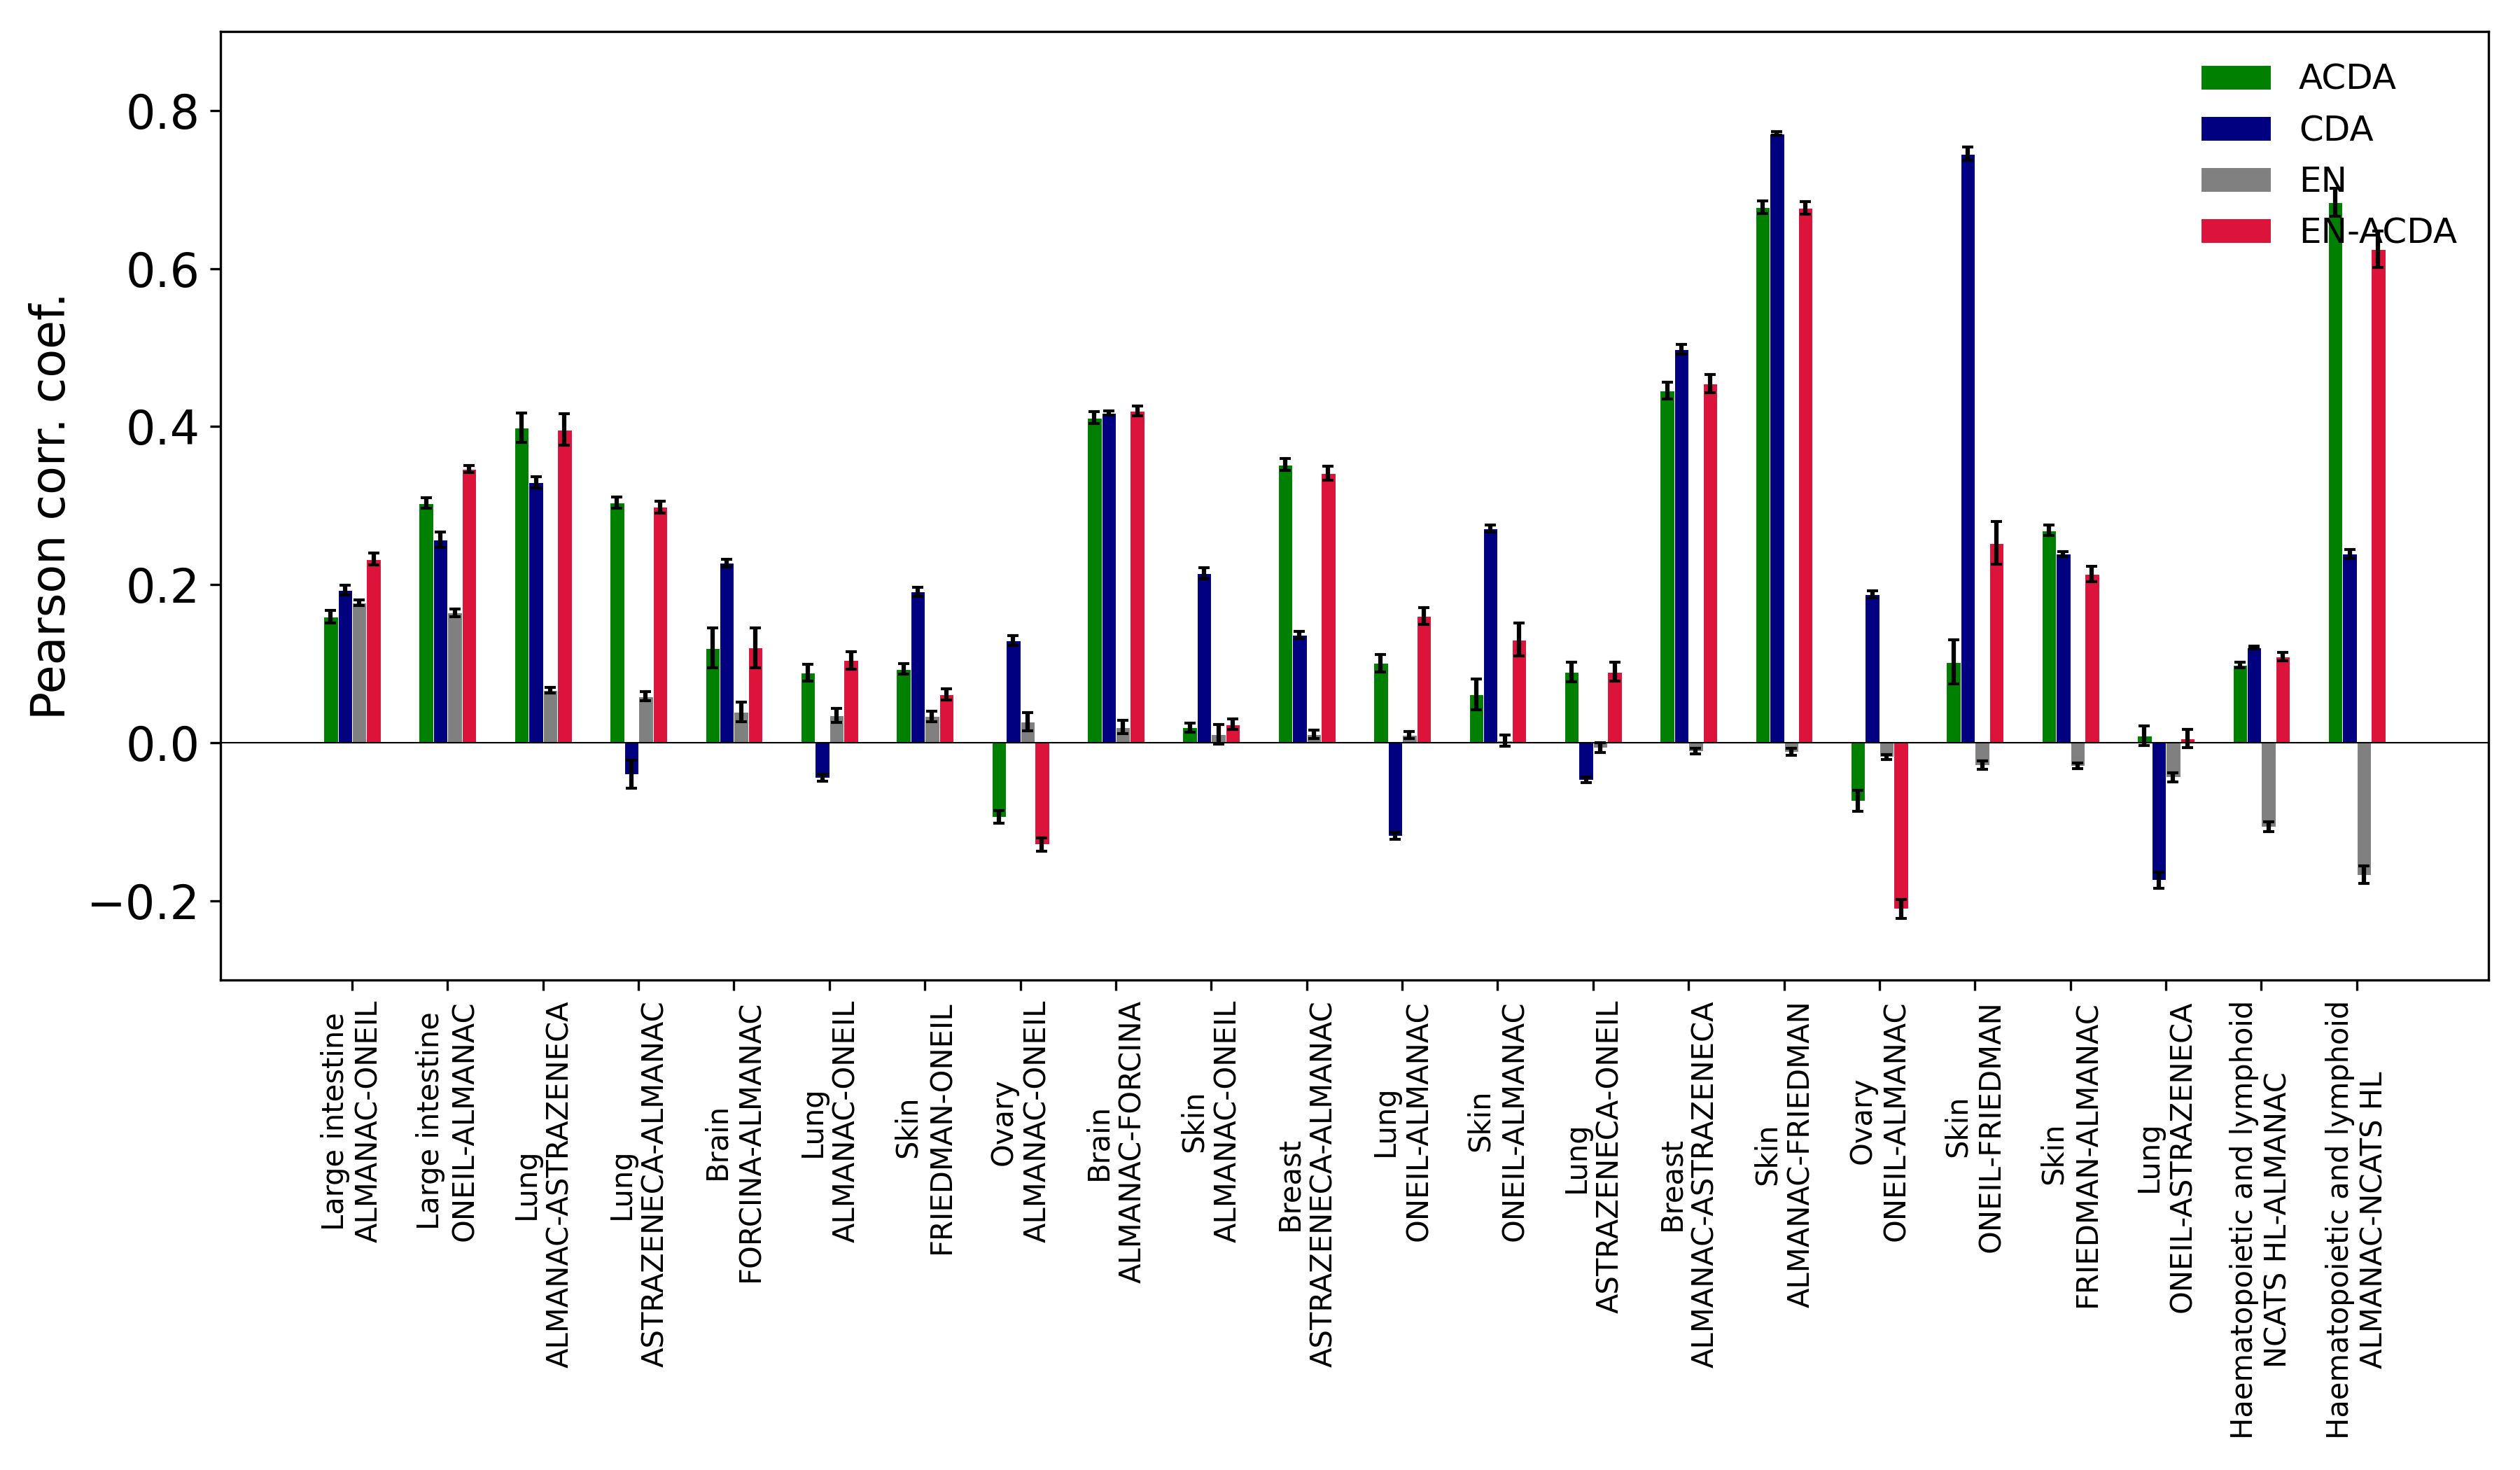 Pearson corr. coef.
0.8
0.6
0.4
0.2
0.0
−0.2
ACDA
CDA
EN
EN-ACDA
Large intestine
ALMANAC-ONEIL
Large intestine
ONEIL-ALMANAC
Lung
ALMANAC-ASTRAZENECA
Lung
ASTRAZENECA-ALMANAC
Brain
FORCINA-ALMANAC
Lung
ALMANAC-ONEIL
Skin
FRIEDMAN-ONEIL
Ovary
ALMANAC-ONEIL
Brain
ALMANAC-FORCINA
Skin
ALMANAC-ONEIL
Breast
ASTRAZENECA-ALMANAC
Lung
ONEIL-ALMANAC
Skin
ONEIL-ALMANAC
Lung
ASTRAZENECA-ONEIL
Breast
ALMANAC-ASTRAZENECA
Skin
ALMANAC-FRIEDMAN
Ovary
ONEIL-ALMANAC
Skin
ONEIL-FRIEDMAN
Skin
FRIEDMAN-ALMANAC
Lung
ONEIL-ASTRAZENECA
Haematopoietic and lymphoid
NCATS HL-ALMANAC
Haematopoietic and lymphoid
ALMANAC-NCATS HL